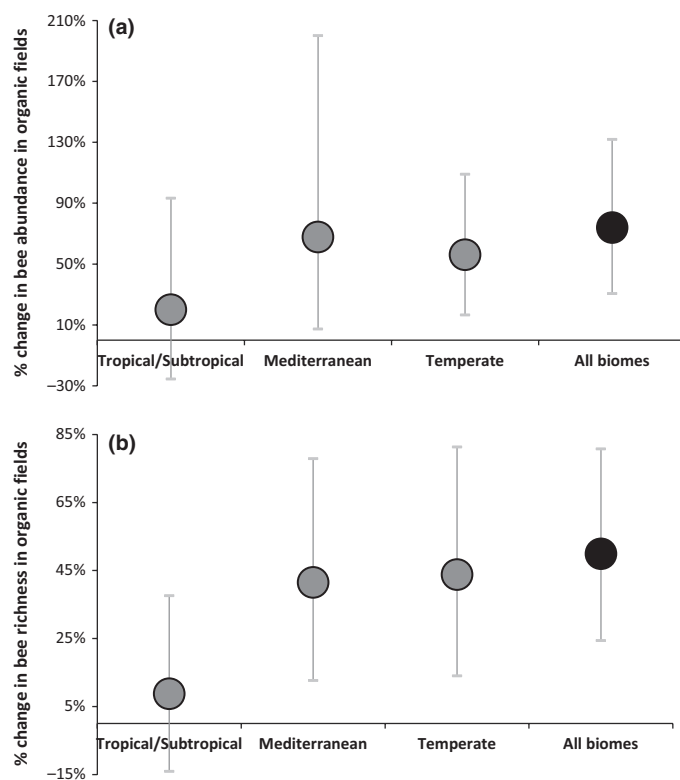 (a)
% change in bee abundance in organic fields
210%
170%
130%
90%
50%
10%
–30%
Tropical/Subtropical Mediterranean Temperate All biomes
(b)
% change in bee richness in organic fields
85%
65%
45%
25%
5%
–15%
Tropical/Subtropical Mediterranean Temperate All biomes